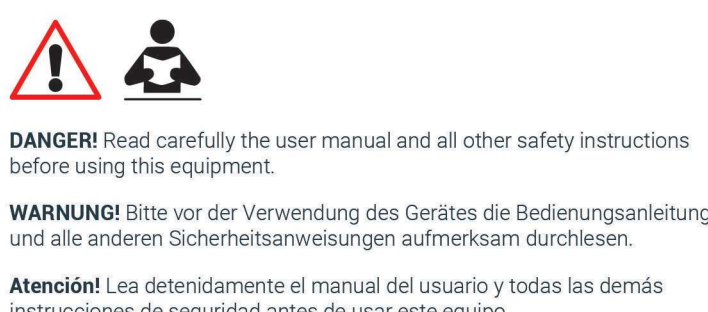 DANGER! Read carefully the user manual and all other safety instructions
before using this equipment.
WARNUNG! Bitte vor der Verwendung des Gerätes die Bedienungsanleitung
und alle anderen Sicherheitsanweisungen aufmerksam durchlesen.
Atención! Lea detenidamente el manual del usuario y todas las demás
instrucciones de seguridad antes de usar este equipo.